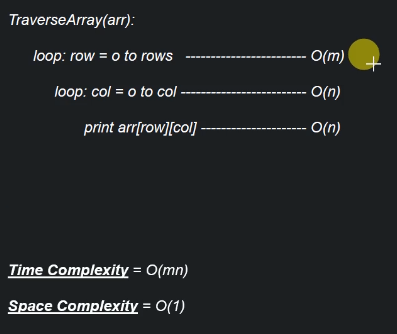 TraverseArray(arr):
loop: row = o to rows ------------------------ O(m)
loop: col = o to col ------------------------- O(n)
print arr[row][col] --------------------- O(n)
Time Complexity = O(mn)
Space Complexity = O(1)